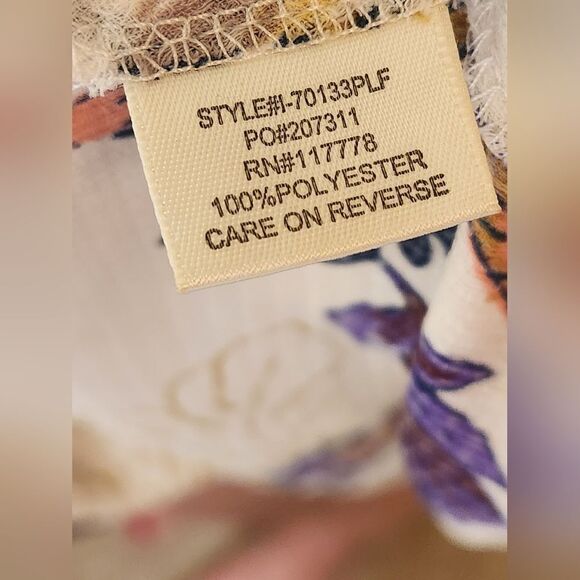 STYLE#I-70133PLF
PO#207311
RN#117778
100%POLYESTER
CARE ON REVERSE